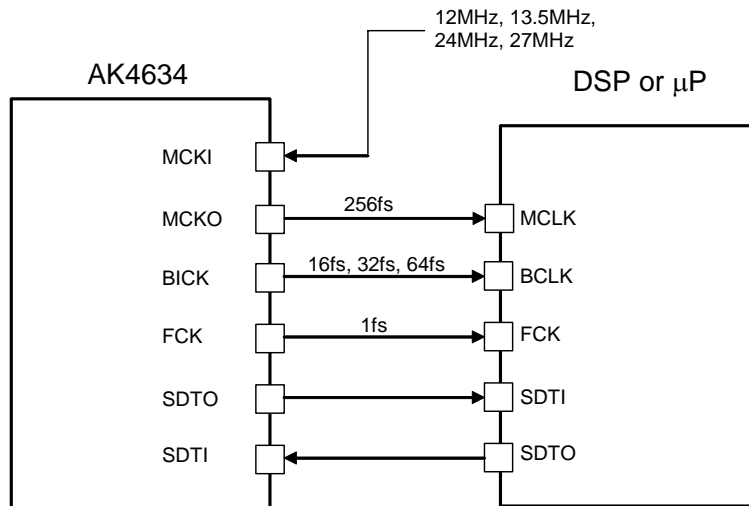 12MHz, 13.5MHz,
24MHz, 27MHz
AK4634
DSP or μP
MCKI
MCKO
256fs
MCLK
BICK
16fs, 32fs, 64fs
BCLK
FCK
1fs
FCK
SDTO
SDTI
SDTI
SDTO